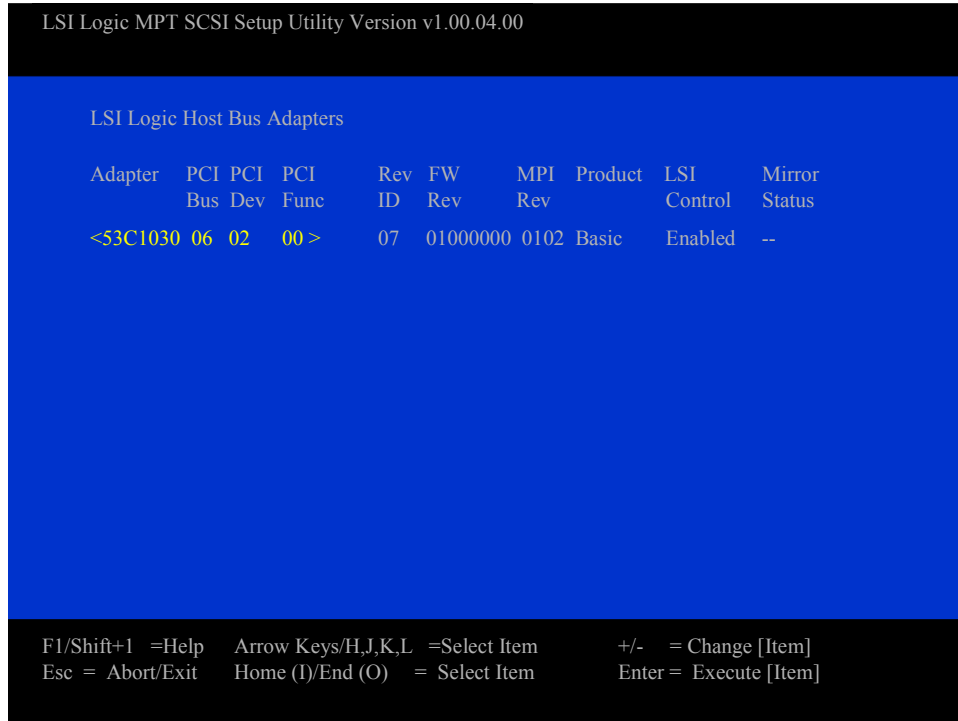 LSI Logic MPT SCSI Setup Utility Version v1.00.04.00
LSI Logic Host Bus Adapters
Adapter PCI PCI PCI Rev FW MPI Product LSI Mirror
Bus Dev Func ID Rev Rev Control Status
<53C1030 06 02 00 > 07 01000000 0102 Basic Enabled --
F1/Shift+1 =Help Arrow Keys/H,J,K,L =Select Item +/- = Change [Item]
Esc = Abort/Exit Home (I)/End (O) = Select Item Enter = Execute [Item]